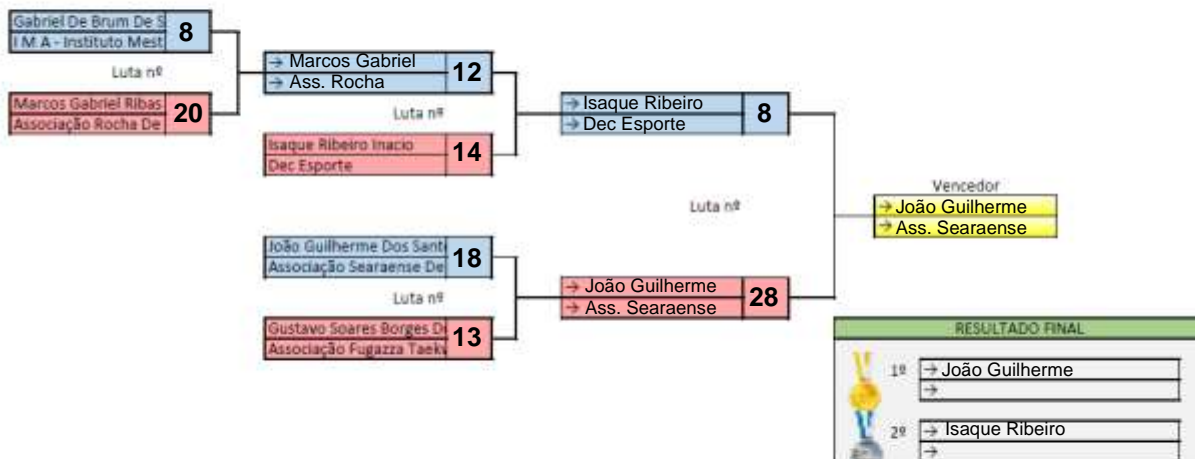 Gabriel De Brum De S
I M A - Instituto Mest
8
Luta nº
Marcos Gabriel Ribas
Associação Rocha De
20
→ Marcos Gabriel
→ Ass. Rocha
12
Luta nº
Isaque Ribeiro Inacio
Dec Esporte
14
→ Isaque Ribeiro
→ Dec Esporte
8
Luta nº
Vencedor
→ João Guilherme
→ Ass. Searaense
João Guilherme Dos Sant
Associação Searaense De
18
Luta nº
Gustavo Soares Borges D
Associação Fugazza Taekw
13
→ João Guilherme
→ Ass. Searaense
28
RESULTADO FINAL
1º → João Guilherme
→
2º → Isaque Ribeiro
→